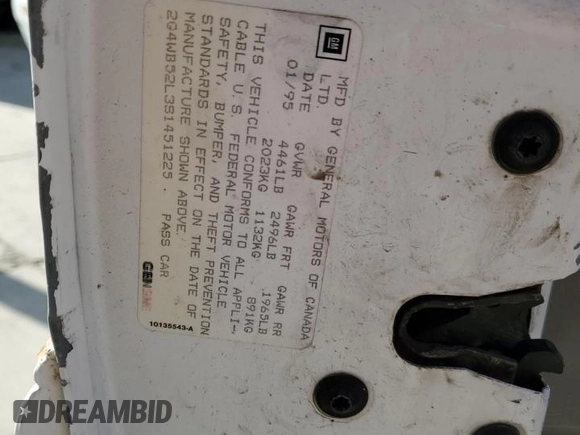 GM
MFD BY GENERAL MOTORS OF CANADA
LTD.
DATE GVWR GAWR FRT GAWR RR
01/95 4461LB 2496LB 1965LB
2023KG 1132KG 891KG
THIS VEHICLE CONFORMS TO ALL APPLI-
CABLE U.S. FEDERAL MOTOR VEHICLE
SAFETY, BUMPER, AND THEFT PREVENTION
STANDARDS IN EFFECT ON THE DATE OF
MANUFACTURE SHOWN ABOVE.
2G4WB52L3S1451225 . PASS CAR
10135543-A
DREAMBID